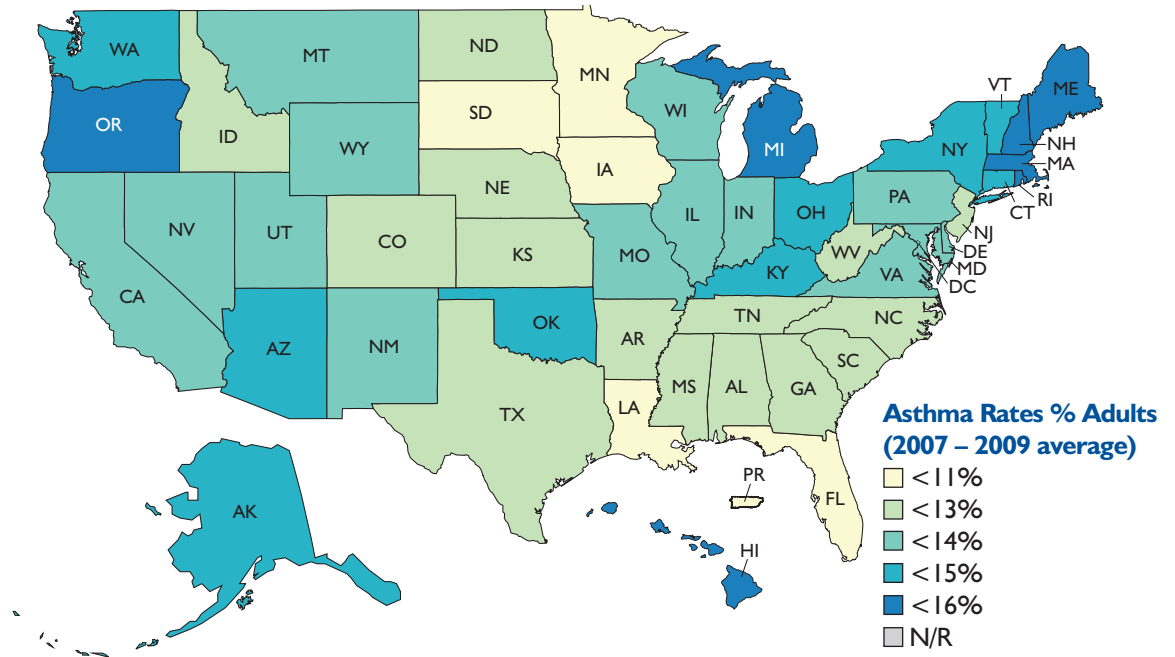 WA
MT
ND
MN
VT
ME
OR
ID
SD
WI
MI
NY
NH
MA
WY
IA
RI
CT
NE
PA
NV
UT
CO
IL
IN
OH
NJ
DE
MD
DC
CA
KS
MO
WV
VA
KY
AZ
NM
OK
AR
TN
NC
SC
MS
AL
GA
TX
LA
FL
PR
AK
HI
Asthma Rates % Adults
(2007 – 2009 average)
<11%
<13%
<14%
<15%
<16%
N/R